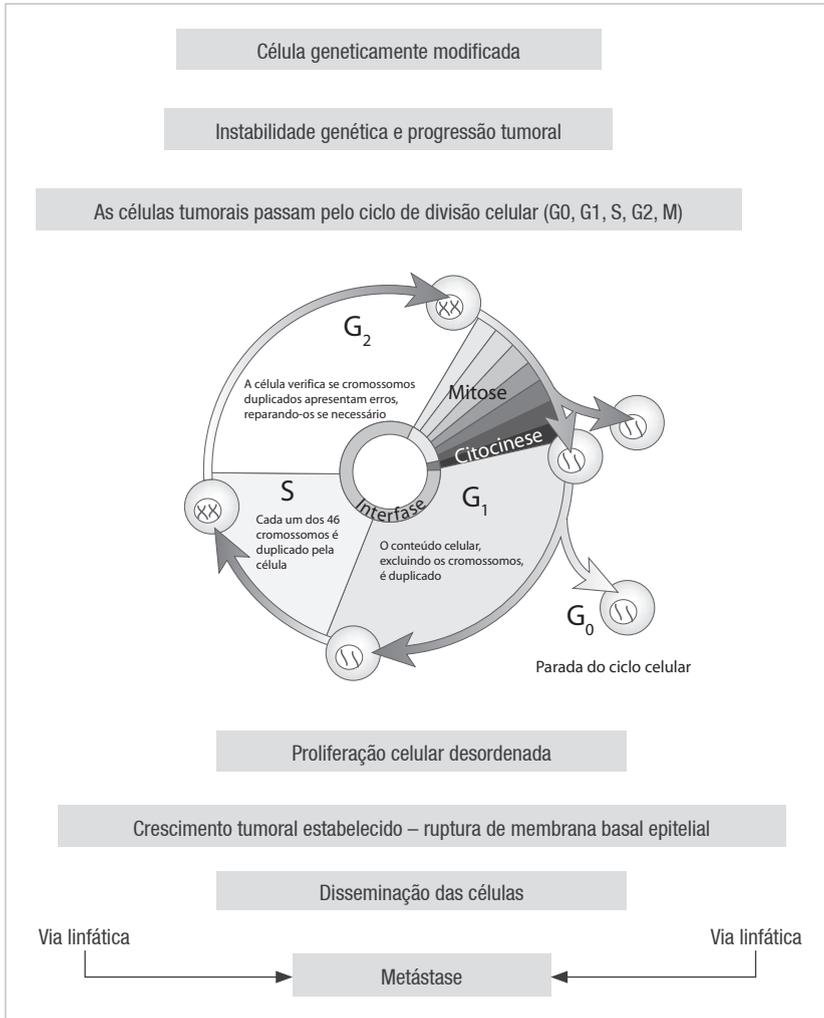 Célula geneticamente modificada
Instabilidade genética e progressão tumoral
As células tumorais passam pelo ciclo de divisão celular (G0, G1, S, G2, M)
G2
A célula verifica se cromossomos
duplicados apresentam erros,
reparando-os se necessário
Mitose
Citocinese
S
Cada um dos 46
cromossomos é
duplicado pela
célula
Interfase
G1
O conteúdo celular,
excluindo os cromossomos,
é duplicado
G0
Parada do ciclo celular
Proliferação celular desordenada
Crescimento tumoral estabelecido – ruptura de membrana basal epitelial
Disseminação das células
Via linfática
Via linfática
Metástase